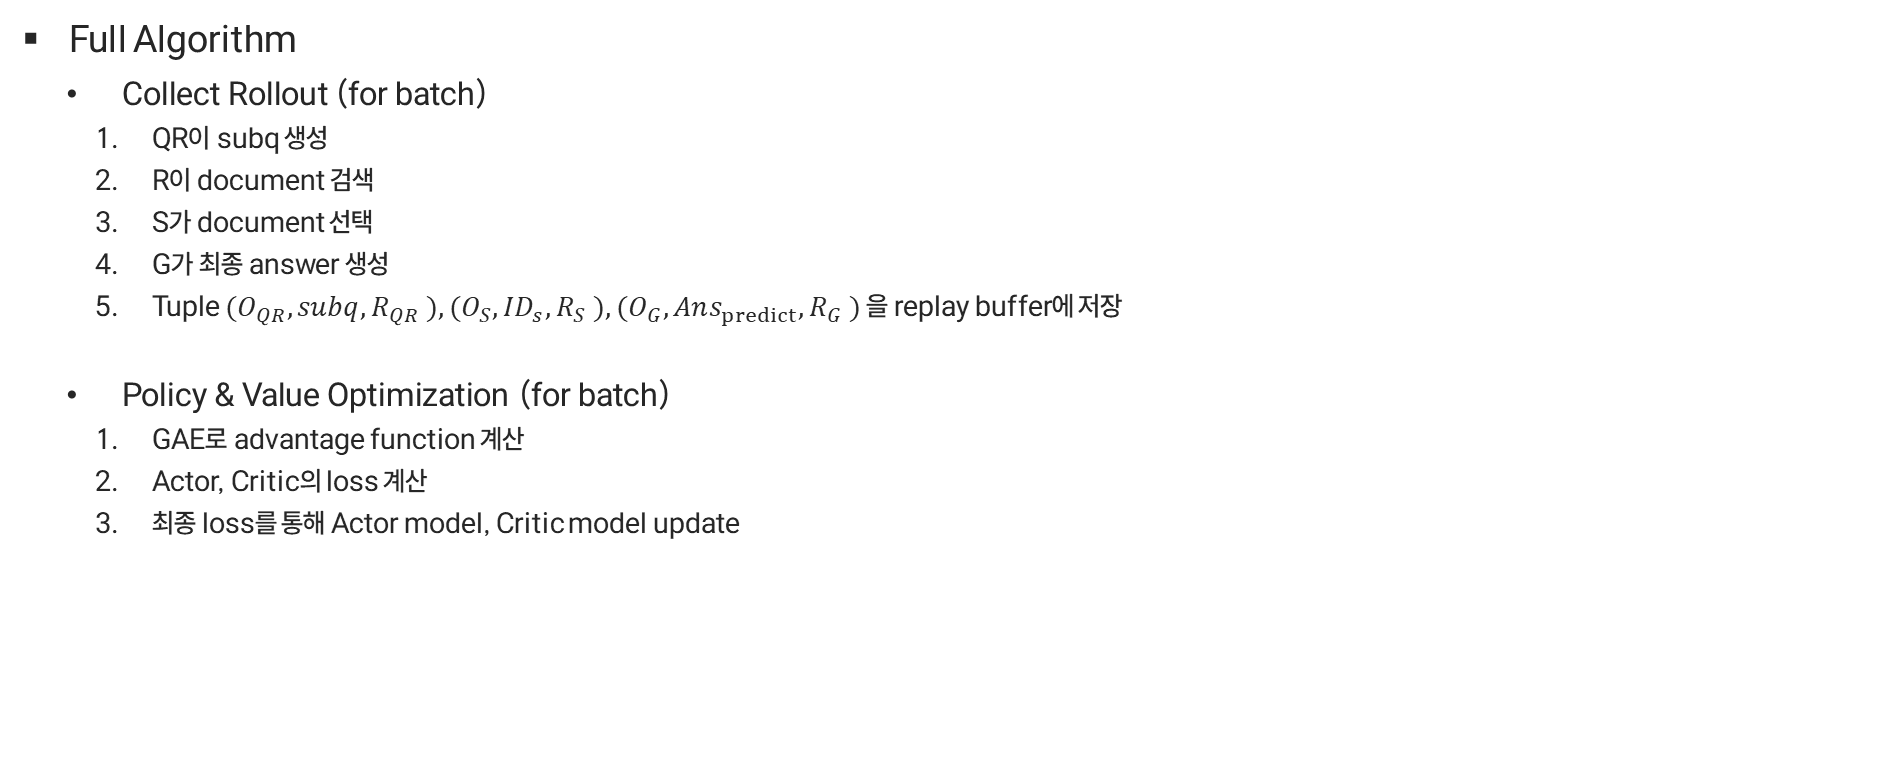 ▪ Full Algorithm
• Collect Rollout (for batch)
1. QR이 subq 생성
2. R이 document 검색
3. S가 document 선택
4. G가 최종 answer 생성
5. Tuple (O_QR, subq, R_QR ), (O_S, ID_s, R_S ), (O_G, Ans_predict, R_G ) 을 replay buffer에 저장
• Policy & Value Optimization (for batch)
1. GAE로 advantage function 계산
2. Actor, Critic의 loss 계산
3. 최종 loss를 통해 Actor model, Critic model update